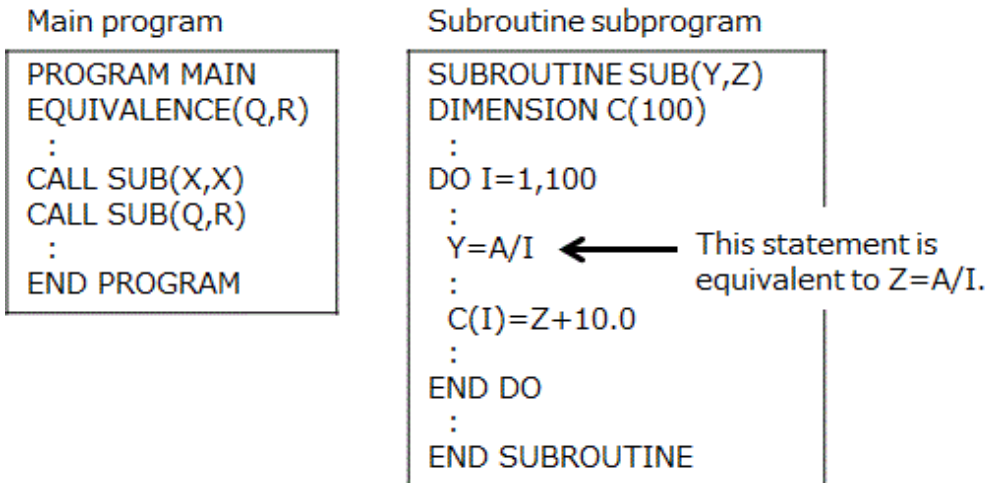 Main program
PROGRAM MAIN
EQUIVALENCE(Q,R)
:
CALL SUB(X,X)
CALL SUB(Q,R)
:
END PROGRAM
Subroutine subprogram
SUBROUTINE SUB(Y,Z)
DIMENSION C(100)
:
DO I=1,100
:
Y=A/I
:
C(I)=Z+10.0
:
END DO
:
END SUBROUTINE
This statement is
equivalent to Z=A/I.